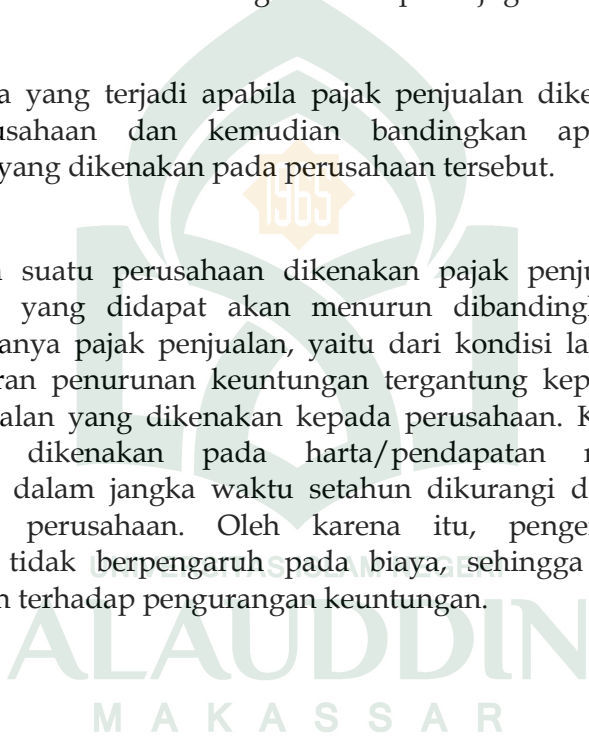 a yang terjadi apabila pajak penjualan dike
usahaan dan kemudian bandingkan ap
yang dikenakan pada perusahaan tersebut.
1965
suatu perusahaan dikenakan pajak penju
yang didapat akan menurun dibandingl
anya pajak penjualan, yaitu dari kondisi la
ran penurunan keuntungan tergantung kep
alan yang dikenakan kepada perusahaan. K
dikenakan pada harta/pendapatan
dalam jangka waktu setahun dikurangi d
perusahaan. Oleh karena itu, penge
tidak berpengaruh pada biaya, sehingga
UNIVERSITAS ISLAM NEGERI
n terhadap pengurangan keuntungan.
ALAUDDIN
MAKASSAR